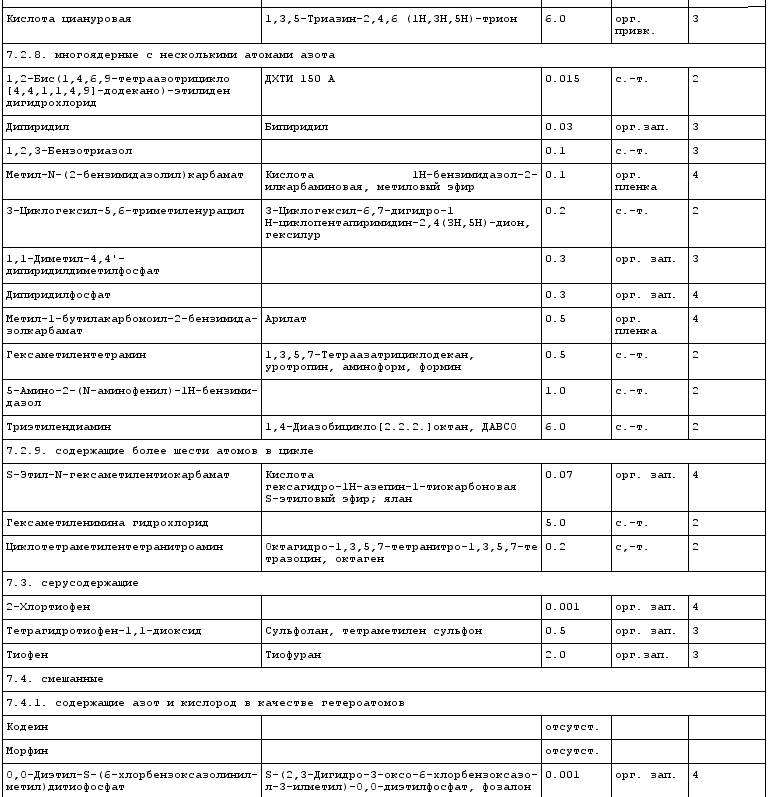 Кислота циануровая 1,3,5-Триазин-2,4,6 (1Н,3Н,5Н)-трион 6.0 орг. 3
привк.
7.2.8. многоядерные с несколькими атомами азота
1,2-Бис(1,4,6,9-тетраазотрицикло ДХТИ 150 А 0.015 с.-т. 2
[4,4,1,1,4,9]-додекано)-этилиден
дигидрохлорид
Дипиридил Бипиридил 0.03 орг.зап. 3
1,2,3-Бензотриазол 0.1 с.-т. 3
Метил-N-(2-бензимидазолил)карбамат Кислота 1Н-бензимидазол-2- 0.1 орг. 4
илкарбаминовая, метиловый эфир пленка
3-Циклогексил-5,6-триметиленурацил 3-Циклогексил-6,7-дигидро-1 0.2 с.-т. 2
Н-циклопентапиримидин-2,4(3Н,5Н)-дион,
гексилур
1,1-Диметил-4,4'- 0.3 орг. зап. 3
дипиридилдиметилфосфат
Дипиридилфосфат 0.3 орг. зап. 4
Метил-1-бутилакарбомоил-2-бензимида- Арилат 0.5 орг. 4
золкарбамат пленка
Гексаметилентетрамин 1,3,5,7-Тетраазатрициклодекан, 0.5 с.-т. 2
уротропин, аминоформ, формин
5-Амино-2-(N-аминофенил)-1Н-бензими- 1.0 с.-т. 2
дазол
Триэтилендиамин 1,4-Диазобицикло[2.2.2.]октан, ДАВСО 6.0 с.-т. 2
7.2.9. содержащие более шести атомов в цикле
S-Этил-N-гексаметилентиокарбамат Кислота 0.07 орг. зап. 4
гексагидро-1Н-азепин-1-тиокарбоновая
S-этиловый эфир; ялан
Гексаметиленимина гидрохлорид 5.0 с.-т. 2
Циклотетраметилентетранитроамин Октагидро-1,3,5,7-тетранитро-1,3,5,7-те 0.2 с,-т. 2
тразоцин, октаген
7.3. серусодержащие
2-Хлортиофен 0.001 орг. зап. 4
Тетрагидротиофен-1,1-диоксид Сульфолан, тетраметилен сульфон 0.5 орг. зап. 3
Тиофен Тиофуран 2.0 орг.зап. 3
7.4. смешанные
7.4.1. содержащие азот и кислород в качестве гетероатомов
Кодеин отсутст.
Морфин отсутст.
0,0-Диэтил-S-(6-хлорбензоксазолинил- S-(2,3-Дигидро-3-оксо-6-хлорбензоксазо- 0.001 орг. зап. 4
метил)дитиофосфат л-3-илметил)-0,0-диэтилфосфат, фозалон